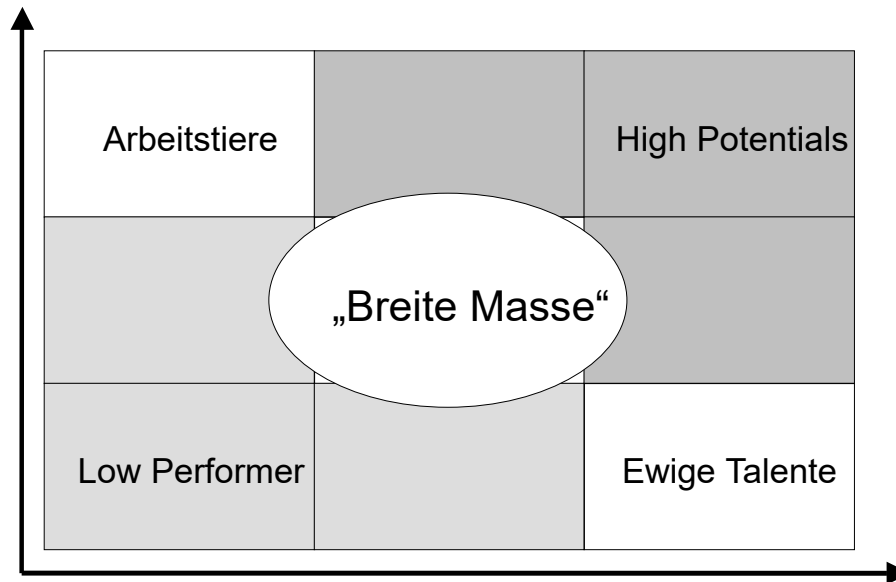 Arbeitstiere
High Potentials
„Breite Masse“
Low Performer
Ewige Talente